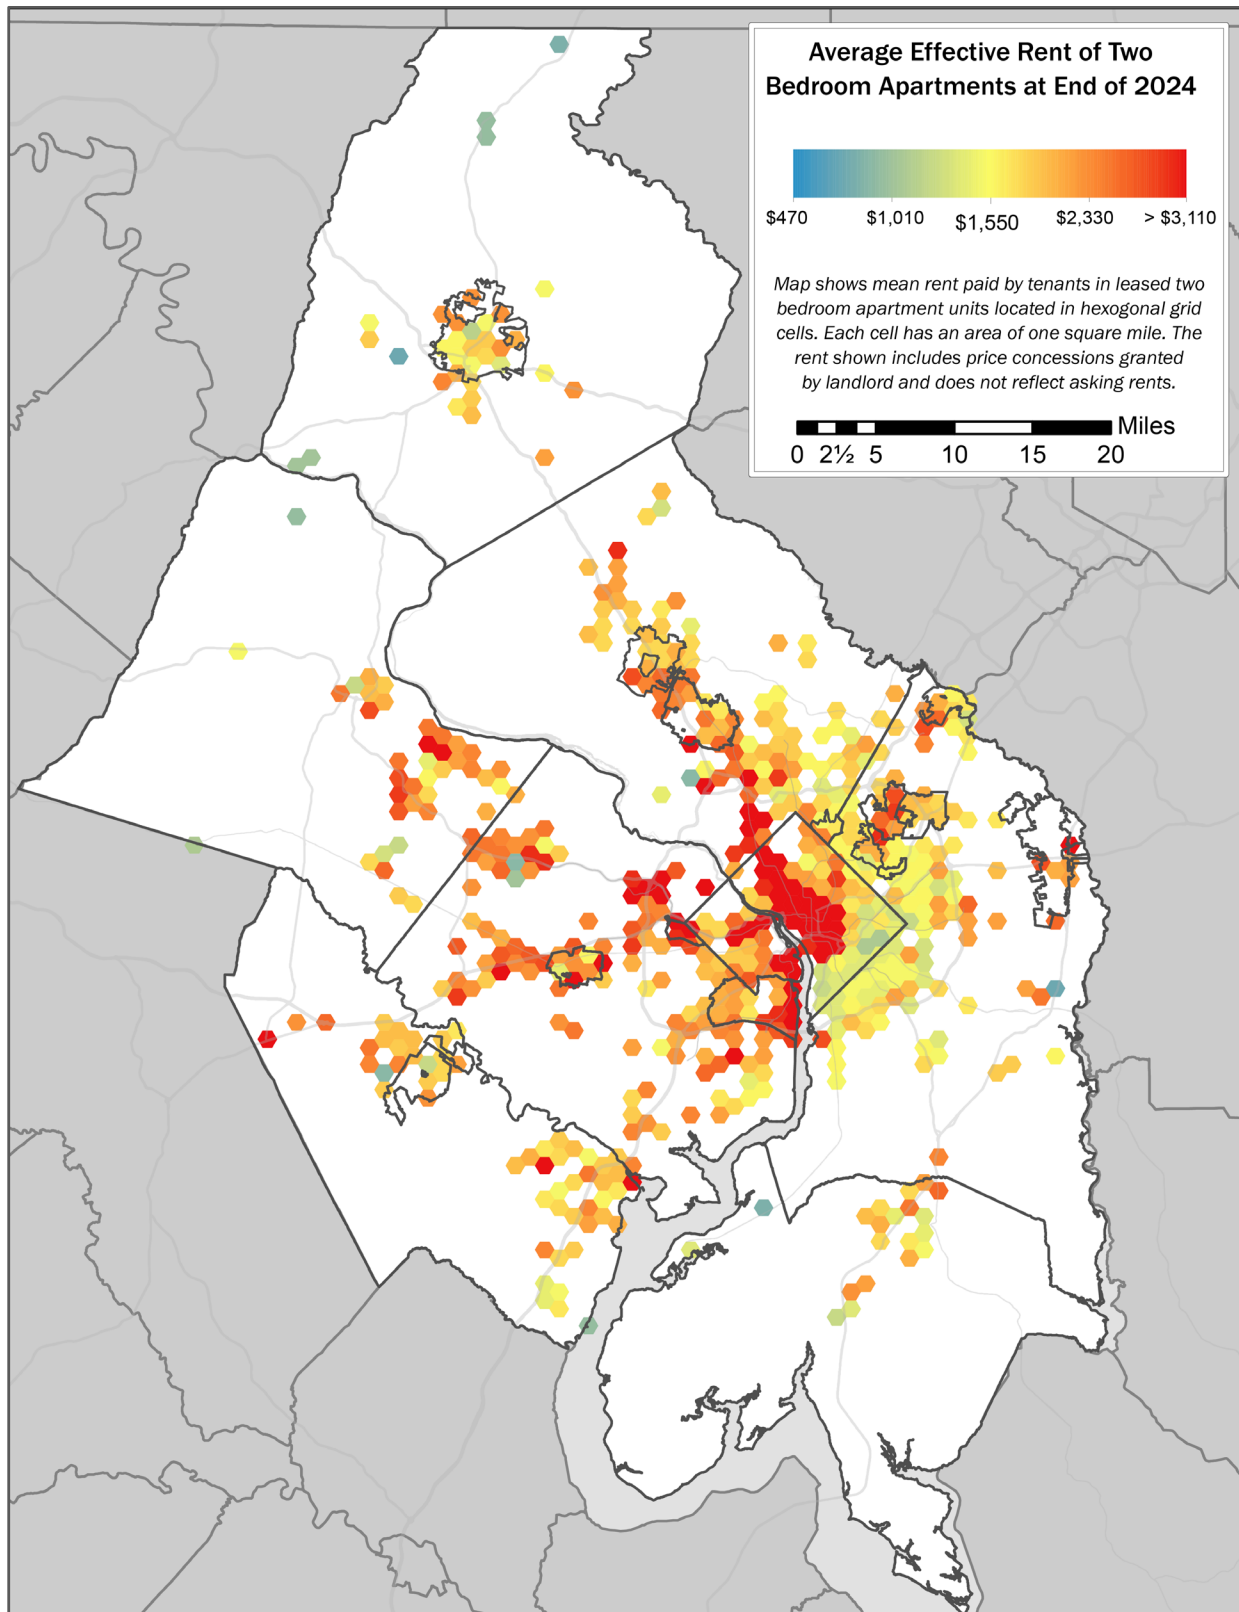 Average Effective Rent of Two
Bedroom Apartments at End of 2024
$470 $1,010 $1,550 $2,330 > $3,110
Map shows mean rent paid by tenants in leased two
bedroom apartment units located in hexogonal grid
cells. Each cell has an area of one square mile. The
rent shown includes price concessions granted
by landlord and does not reflect asking rents.
Miles
0 2½ 5 10 15 20